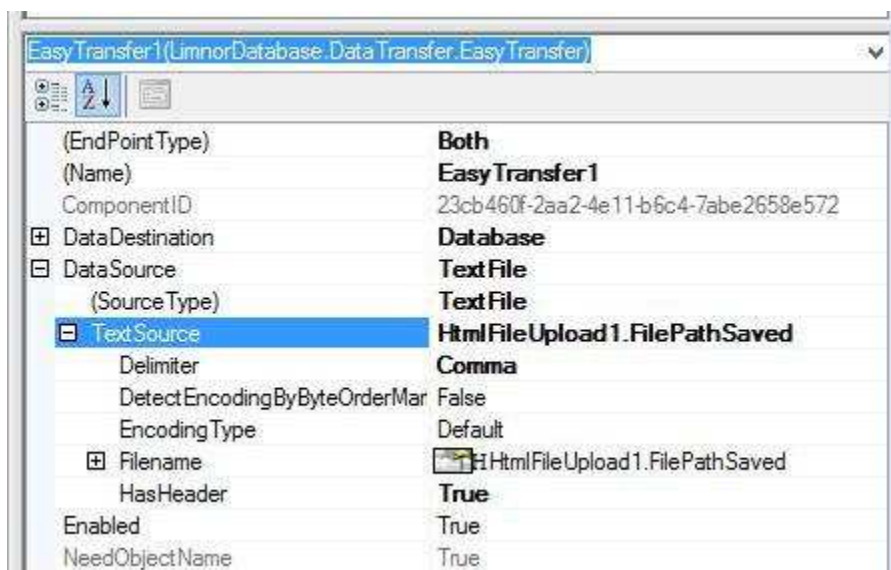 EasyTransfer1(LimnorDatabase.DataTransfer.EasyTransfer)
(EndPointType) Both
(Name) EasyTransfer1
ComponentID 23cb460f-2aa2-4e11-b6c4-7abe2658e572
DataDestination Database
DataSource TextFile
(SourceType) TextFile
TextSource HtmlFileUpload1.FilePathSaved
Delimiter Comma
DetectEncodingByByteOrderMar False
EncodingType Default
Filename HtmlFileUpload1.FilePathSaved
HasHeader True
Enabled True
NeedObjectName True